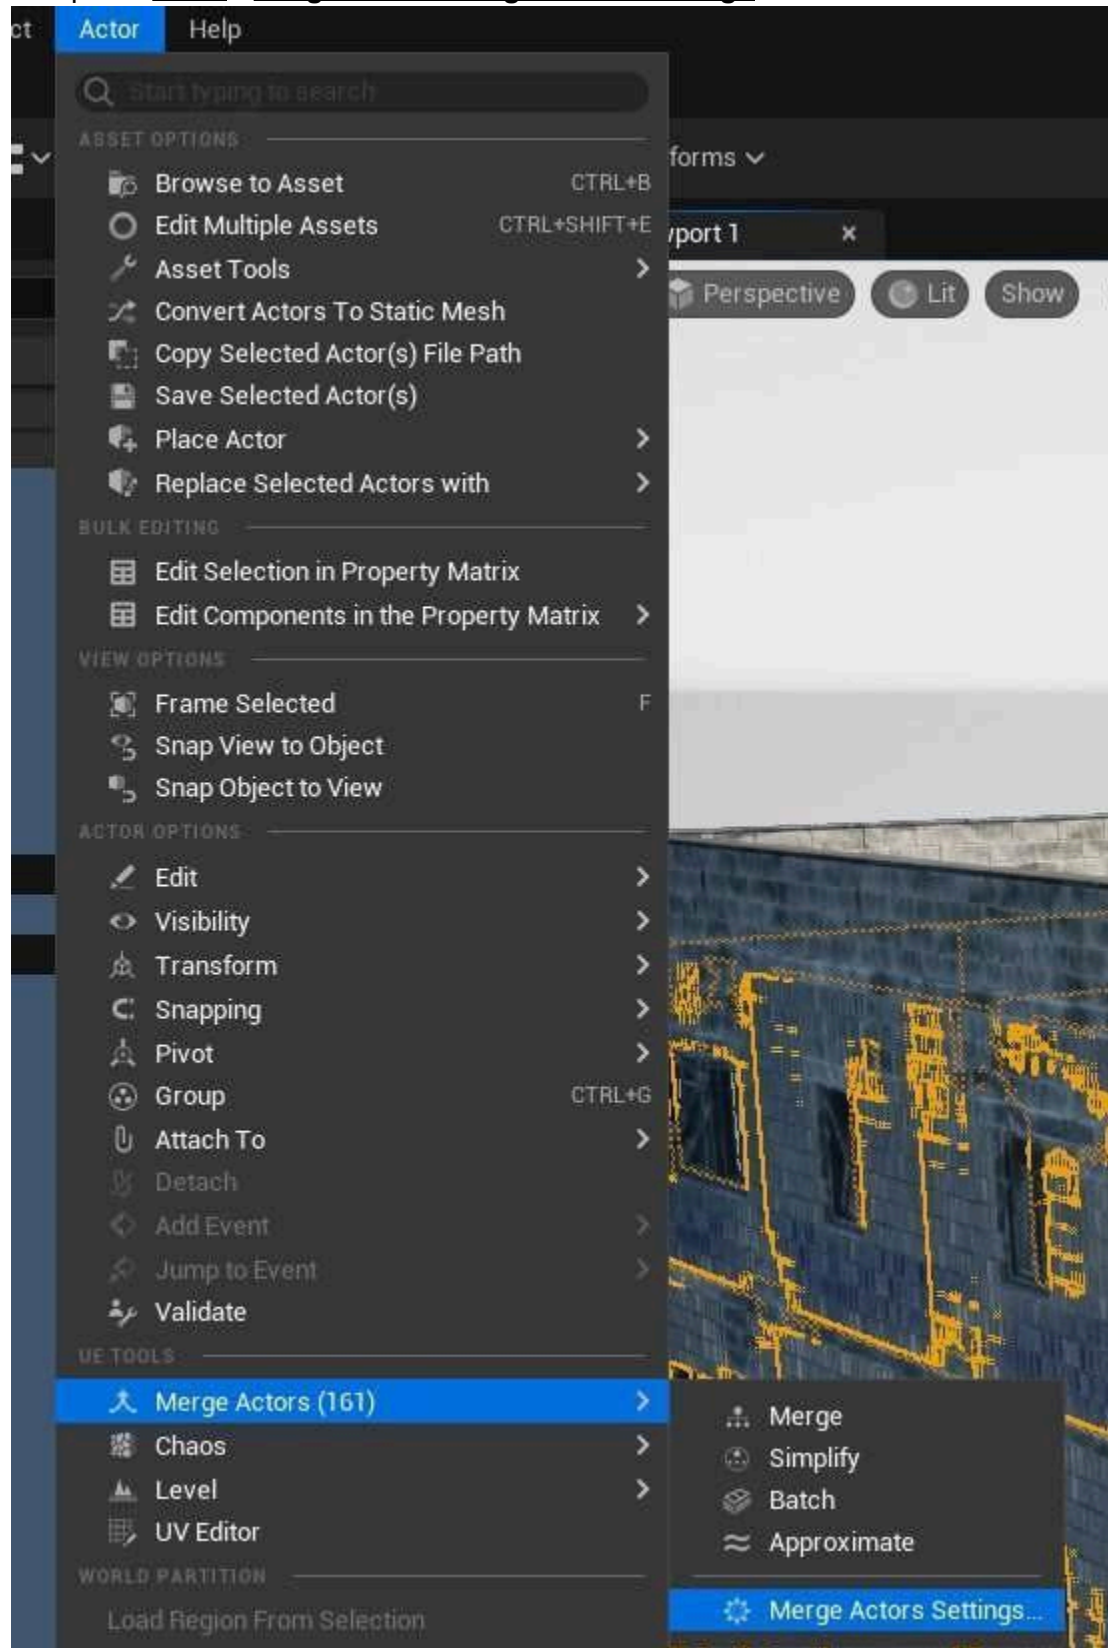 ct Actor Help
Start typing to search
ASSET OPTIONS
forms
Browse to Asset CTRL+B
Edit Multiple Assets CTRL+SHIFT+E
port 1 ×
Asset Tools
Perspective Lit Show
Convert Actors To Static Mesh
Copy Selected Actor(s) File Path
Save Selected Actor(s)
Place Actor
Replace Selected Actors with
BULK EDITING
Edit Selection in Property Matrix
Edit Components in the Property Matrix
VIEW OPTIONS
Frame Selected F
Snap View to Object
Snap Object to View
ACTOR OPTIONS
Edit
Visibility
Transform
Snapping
Pivot
Group CTRL+G
Attach To
Detach
Add Event
Jump to Event
Validate
UE TOOLS
Merge Actors (161)
Chaos
Level
UV Editor
WORLD PARTITION
Load Region From Selection
Merge
Simplify
Batch
Approximate
Merge Actors Settings...